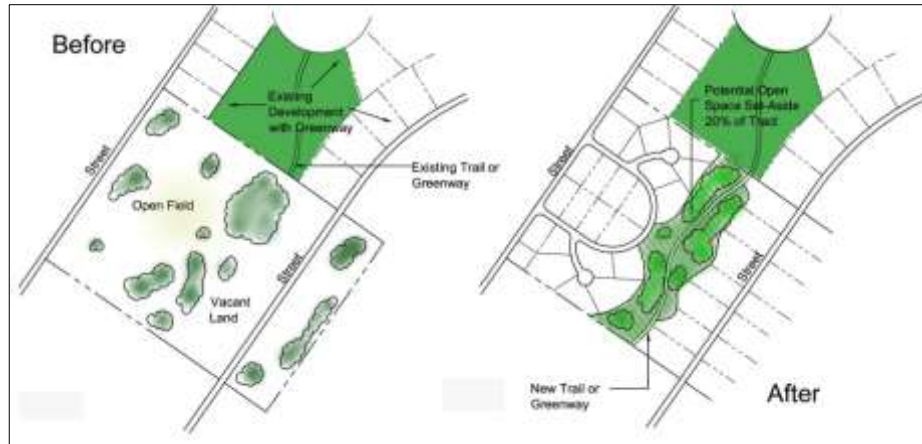 Before
Existing
Development
with Greenway
Existing Trail or
Greenway
Street
Open Field
Vacant
Land
Street
Potential Open
Space Set-Aside
20% of Tract
Street
Street
New Trail or
Greenway
After